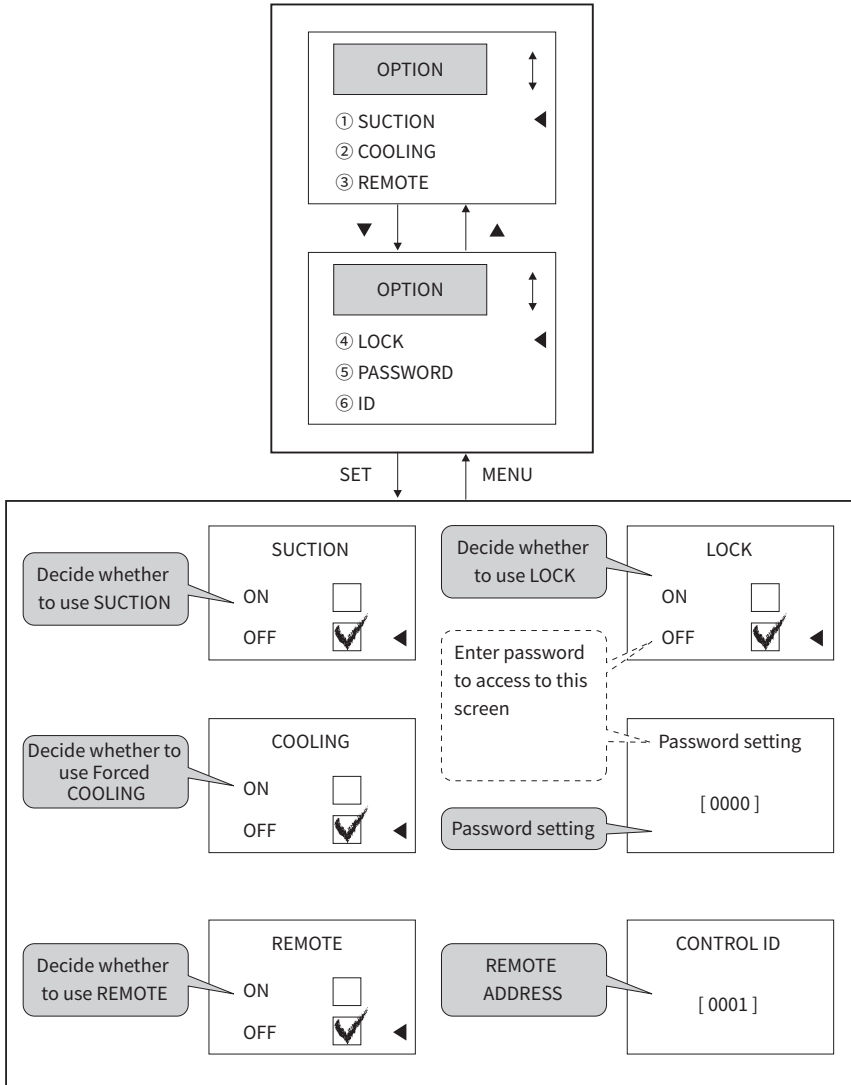 OPTION
① SUCTION
② COOLING
③ REMOTE
▼ ▲
OPTION
④ LOCK
⑤ PASSWORD
⑥ ID
SET MENU
Decide whether
to use SUCTION
SUCTION
ON
OFF
Decide whether
to use LOCK
LOCK
ON
OFF
Enter password
to access to this
screen
Decide whether to
use Forced
COOLING
COOLING
ON
OFF
Password setting
Password setting
[ 0000 ]
Decide whether
to use REMOTE
REMOTE
ON
OFF
REMOTE
ADDRESS
CONTROL ID
[ 0001 ]